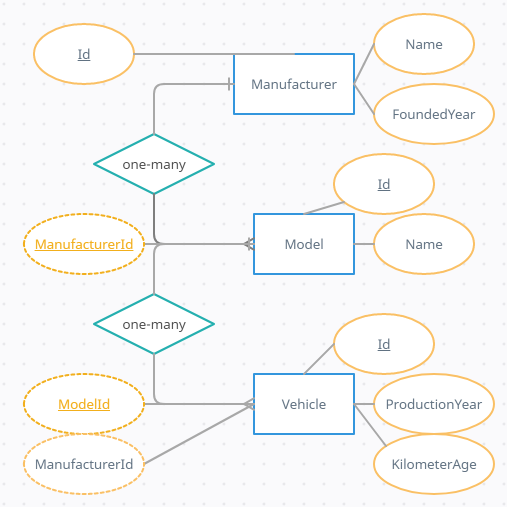 Id
Name
Manufacturer
FoundedYear
one-many
Id
ManufacturerId
Model
Name
one-many
Id
ModelId
Vehicle
ProductionYear
ManufacturerId
KilometerAge